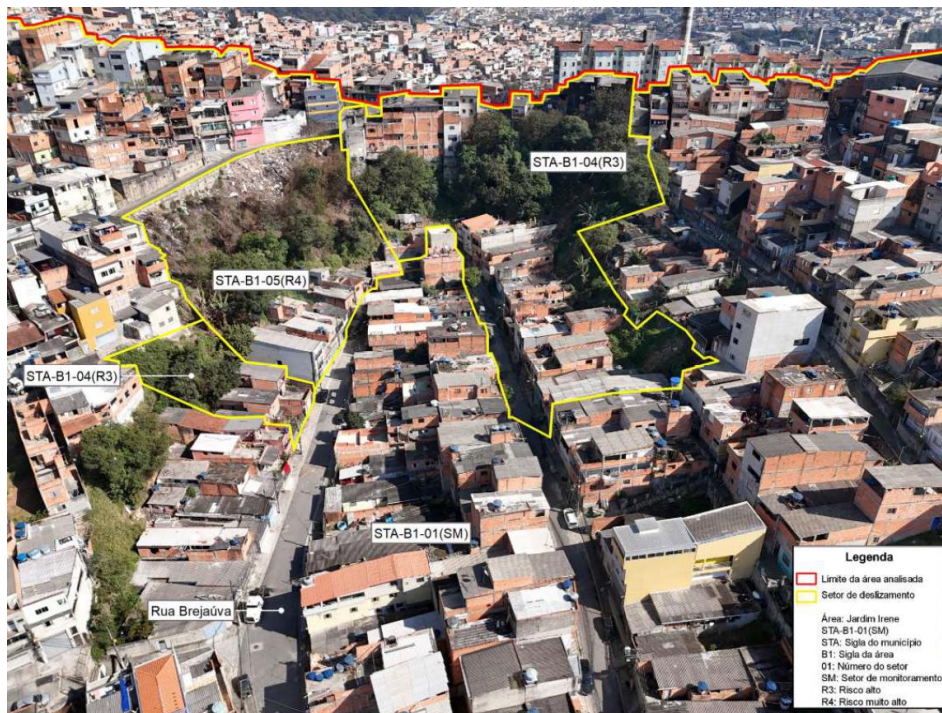 STA-B1-04(R3)
STA-B1-05(R4)
STA-B1-04(R3)
STA-B1-01(SM)
Rua Brejaúva
Legenda
Limite da área analisada
Setor de deslizamento
Área: Jardim Irene
STA-B1-01(SM)
STA: Sigla do município
B1: Sigla da área
01: Número do setor
SM: Setor de monitoramento
R3: Risco alto
R4: Risco muito alto